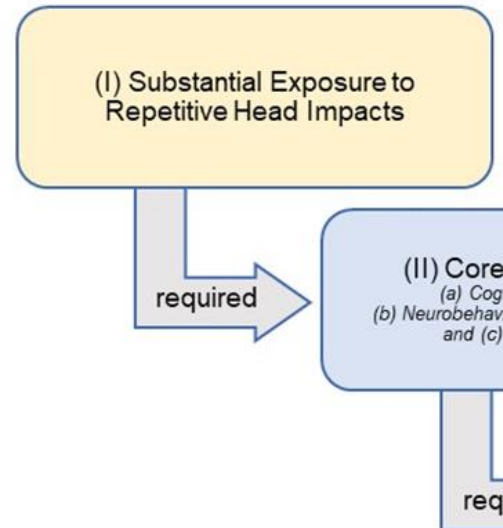 (I) Substantial Exposure to
Repetitive Head Impacts
required
(II) Core
(a) Cog
(b) Neurobehav
and (c)
req